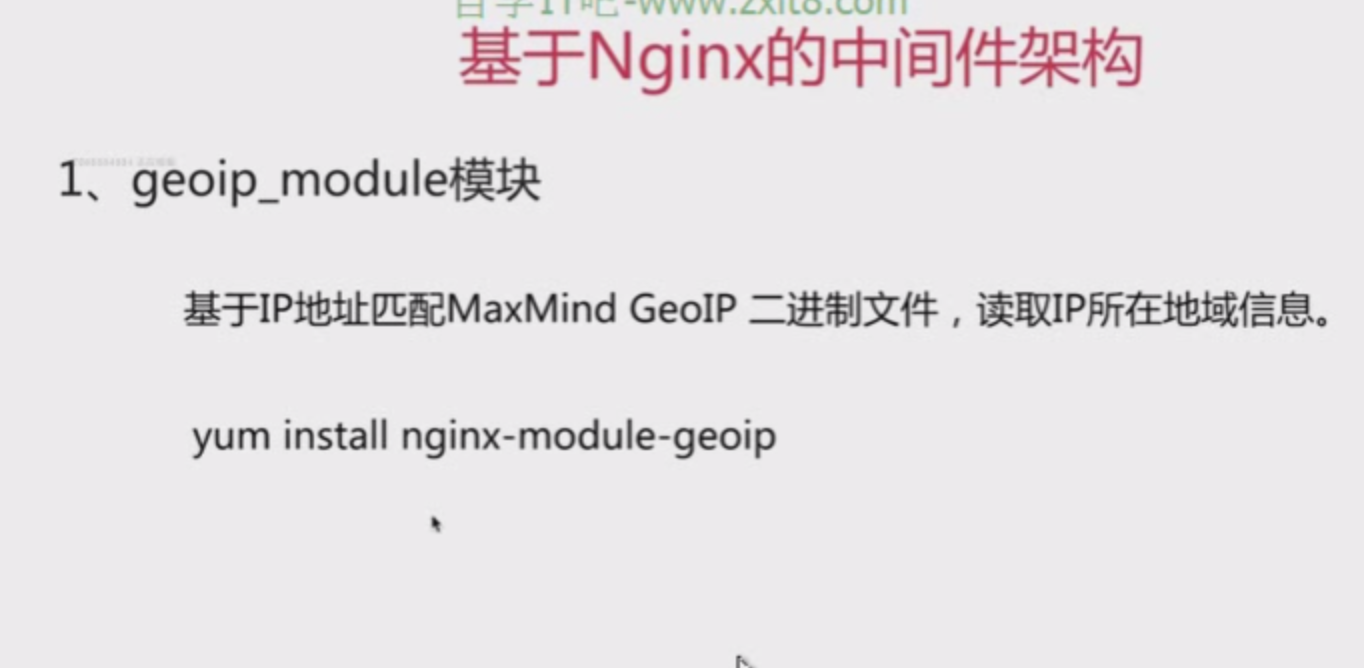 自学IT吧-www.zxit8.com
基于Nginx的中间件架构
1、geoip_module模块
基于IP地址匹配MaxMind GeoIP 二进制文件，读取IP所在地域信息。
yum install nginx-module-geoip